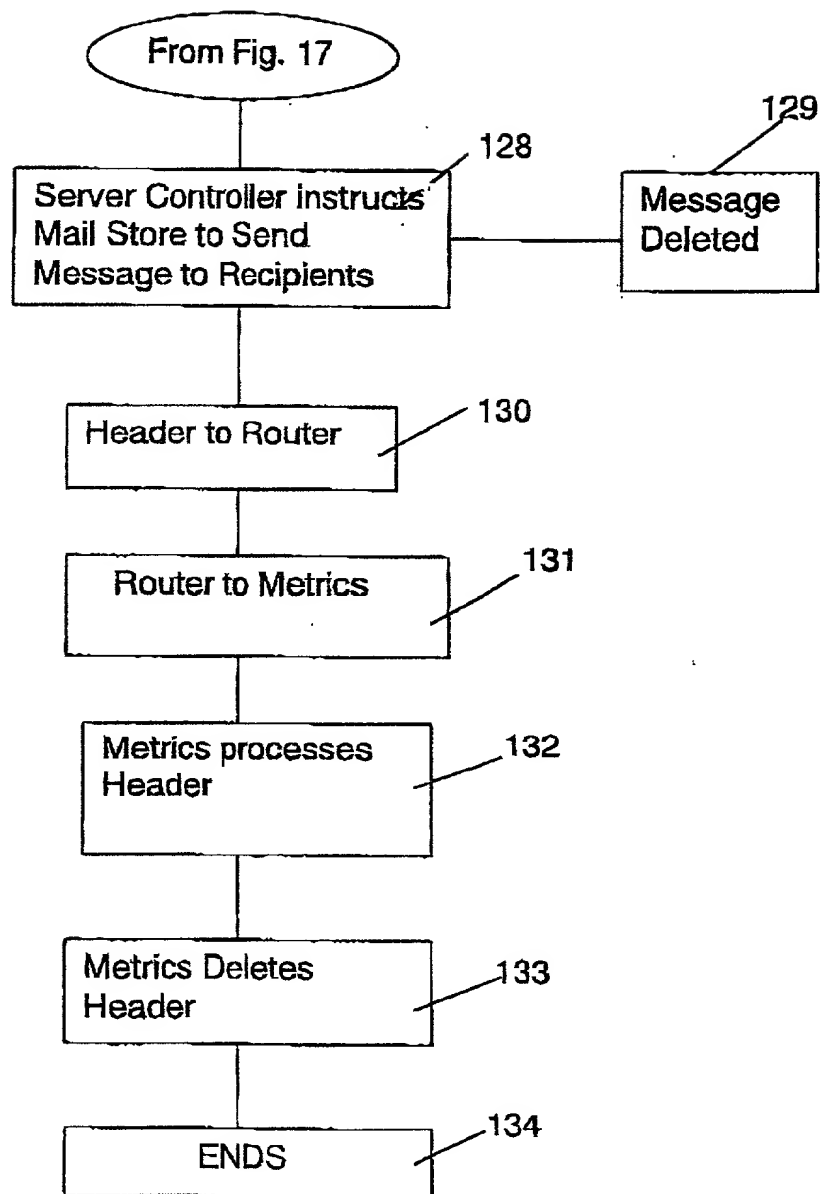 From Fig. 17
128
129
Server Controller instructs
Mail Store to Send
Message to Recipients
Message
Deleted
130
Header to Router
131
Router to Metrics
132
Metrics processes
Header
133
Metrics Deletes
Header
134
ENDS